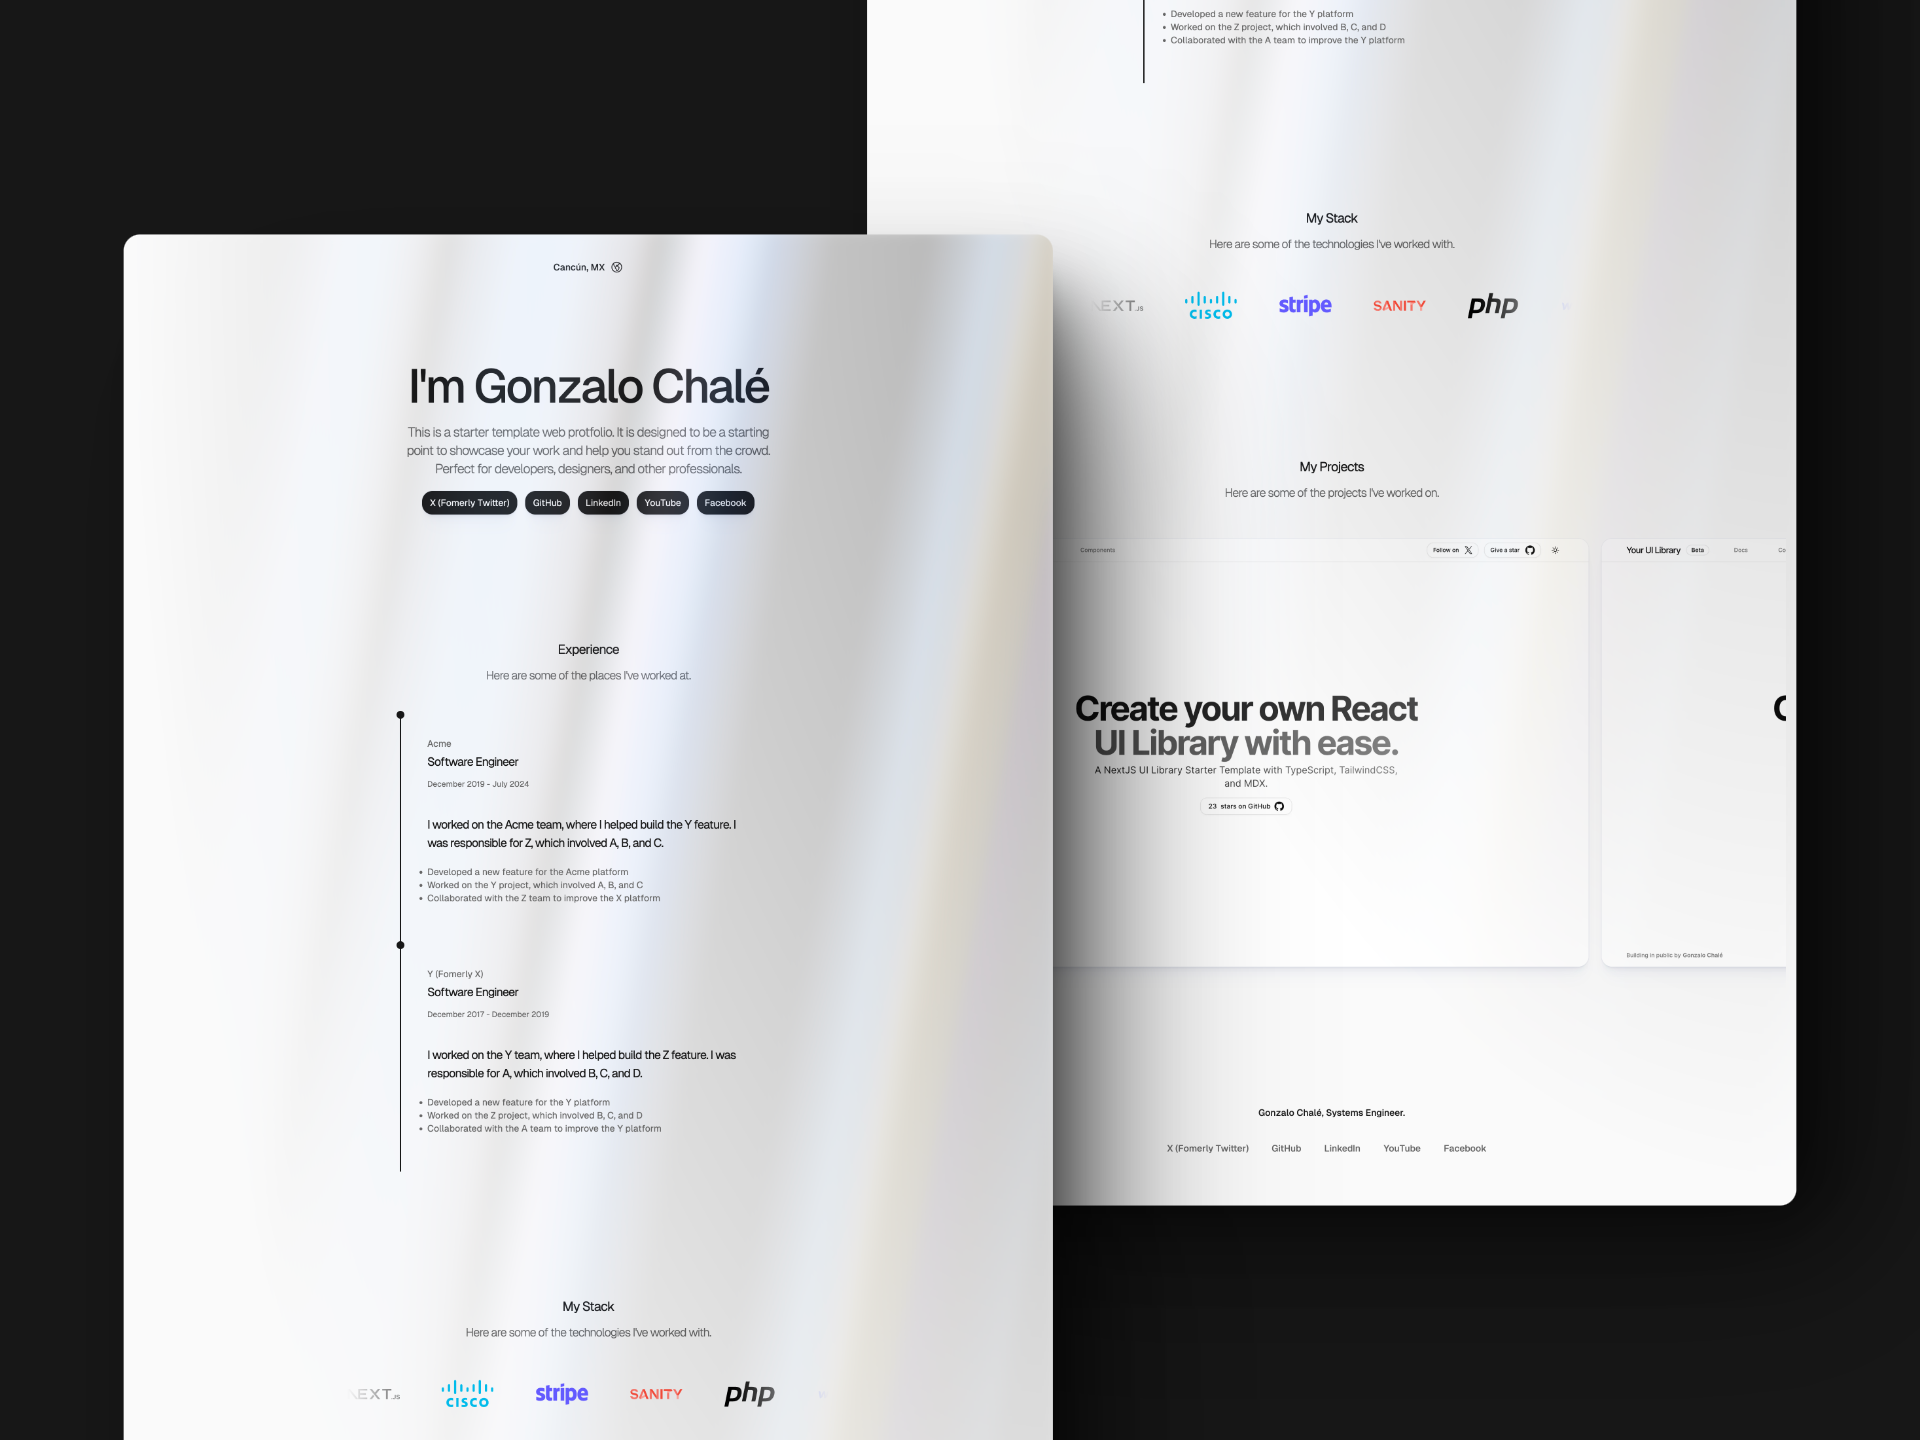 Cancún, MX
I'm Gonzalo Chalé
This is a starter template web protfolio. It is designed to be a starting
point to showcase your work and help you stand out from the crowd.
Perfect for developers, designers, and other professionals.
X (Fomerly Twitter) GitHub LinkedIn YouTube Facebook
Experience
Here are some of the places I've worked at.
Acme
Software Engineer
December 2019 - July 2024
I worked on the Acme team, where I helped build the Y feature. I
was responsible for Z, which involved A, B, and C.
• Developed a new feature for the Acme platform
• Worked on the Y project, which involved A, B, and C
• Collaborated with the Z team to improve the X platform
Y (Fomerly X)
Software Engineer
December 2017 - December 2019
I worked on the Y team, where I helped build the Z feature. I was
responsible for A, which involved B, C, and D.
• Developed a new feature for the Y platform
• Worked on the Z project, which involved B, C, and D
• Collaborated with the A team to improve the Y platform
My Stack
Here are some of the technologies I've worked with.
NEXT.JS CISCO stripe SANITY php
• Developed a new feature for the Y platform
• Worked on the Z project, which involved B, C, and D
• Collaborated with the A team to improve the Y platform
My Stack
Here are some of the technologies I've worked with.
NEXT.JS CISCO stripe SANITY php
My Projects
Here are some of the projects I've worked on.
Components Follow on X Give a star
Create your own React
UI Library with ease.
A NextJS UI Library Starter Template with TypeScript, TailwindCSS,
and MDX.
23 stars on GitHub
Your UI Library Beta Docs
C
Building in public by Gonzalo Chalé
Gonzalo Chalé, Systems Engineer.
X (Fomerly Twitter) GitHub LinkedIn YouTube Facebook